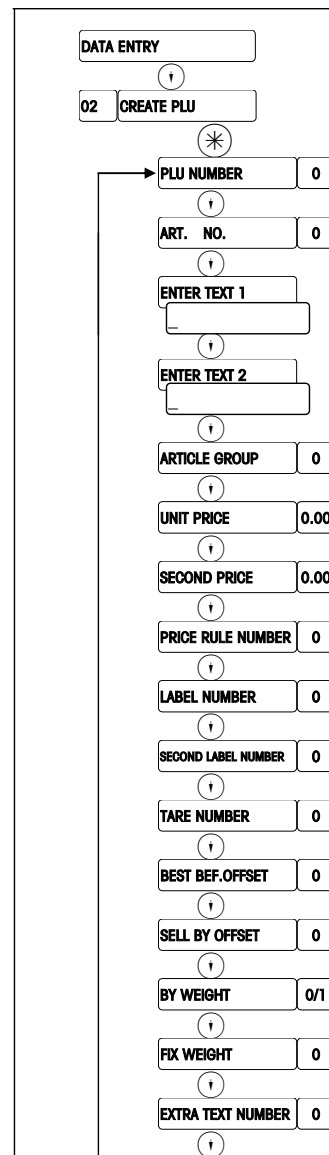 DATA ENTRY
02 CREATE PLU
PLU NUMBER 0
ART. NO. 0
ENTER TEXT 1
_
ENTER TEXT 2
_
ARTICLE GROUP 0
UNIT PRICE 0.00
SECOND PRICE 0.00
PRICE RULE NUMBER 0
LABEL NUMBER 0
SECOND LABEL NUMBER 0
TARE NUMBER 0
BEST BEF.OFFSET 0
SELL BY OFFSET 0
BY WEIGHT 0/1
FIX WEIGHT 0
EXTRA TEXT NUMBER 0